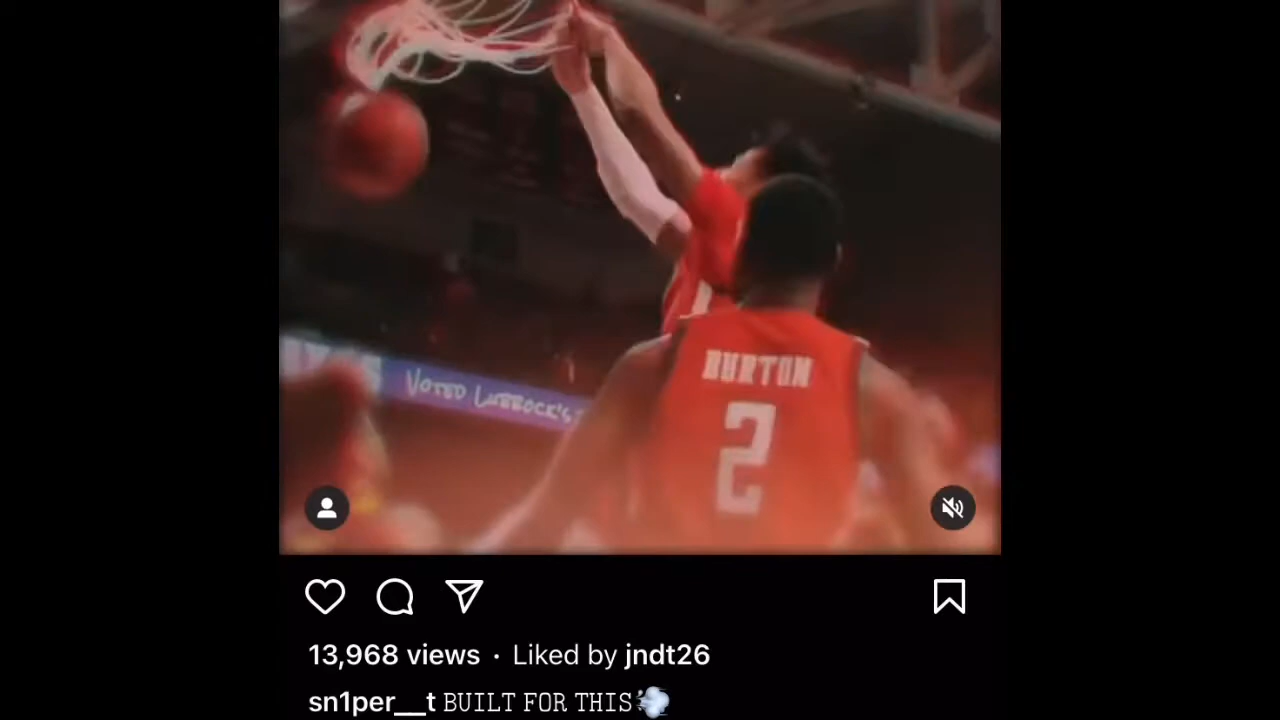 VOTED LUBBOCK'S
BURTON
2
13,968 views · Liked by jndt26
sn1per__t BUILT FOR THIS💨